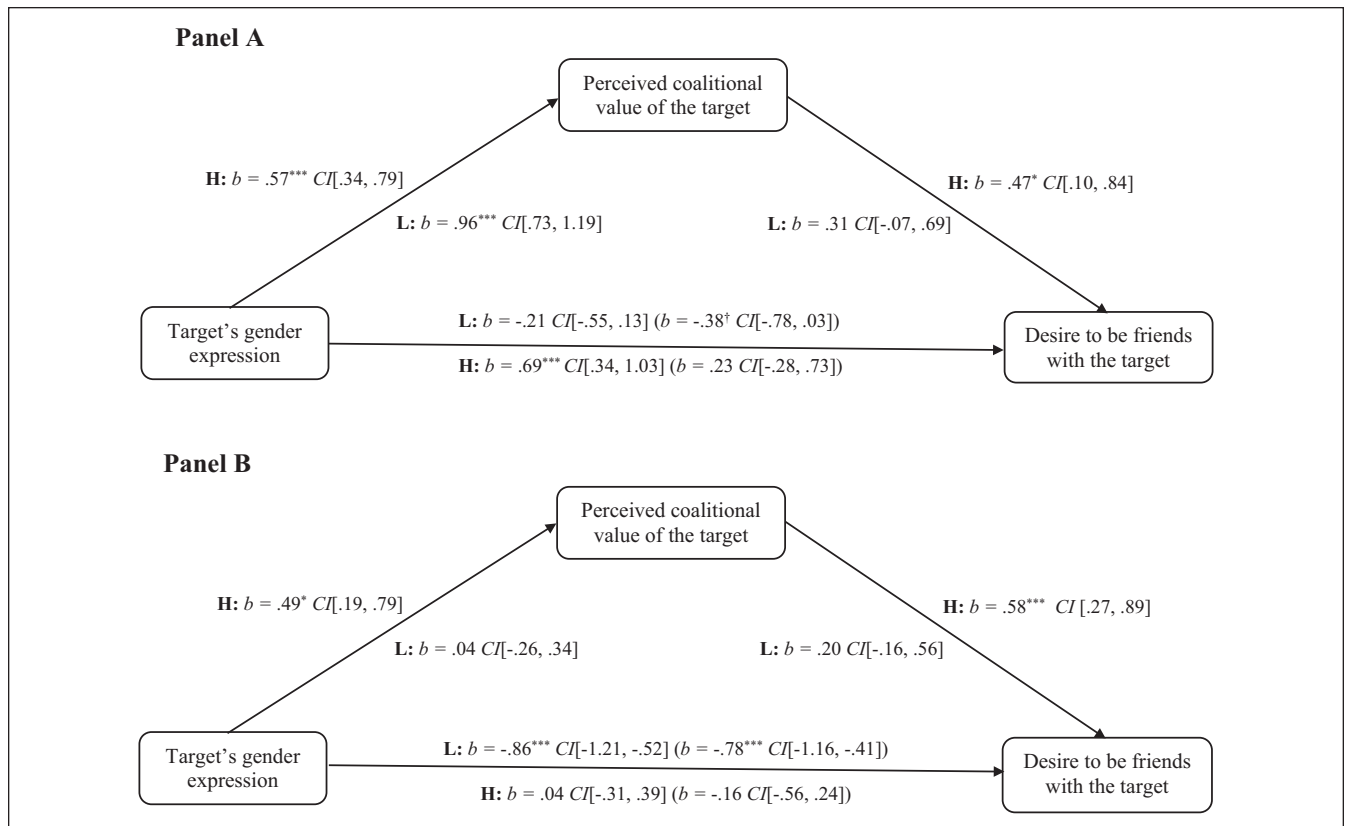 Panel A
Perceived coalitional
value of the target
H: b = .57*** CI[.34, .79]
H: b = .47* CI[.10, .84]
L: b = .96*** CI[.73, 1.19]
L: b = .31 CI[-.07, .69]
Target's gender
expression
L: b = -.21 CI[-.55, .13] (b = -.38† CI[-.78, .03])
H: b = .69*** CI[.34, 1.03] (b = .23 CI[-.28, .73])
Desire to be friends
with the target
Panel B
Perceived coalitional
value of the target
H: b = .49* CI[.19, .79]
H: b = .58*** CI [.27, .89]
L: b = .04 CI[-.26, .34]
L: b = .20 CI[-.16, .56]
Target's gender
expression
L: b = -.86*** CI[-1.21, -.52] (b = -.78*** CI[-1.16, -.41])
H: b = .04 CI[-.31, .39] (b = -.16 CI[-.56, .24])
Desire to be friends
with the target